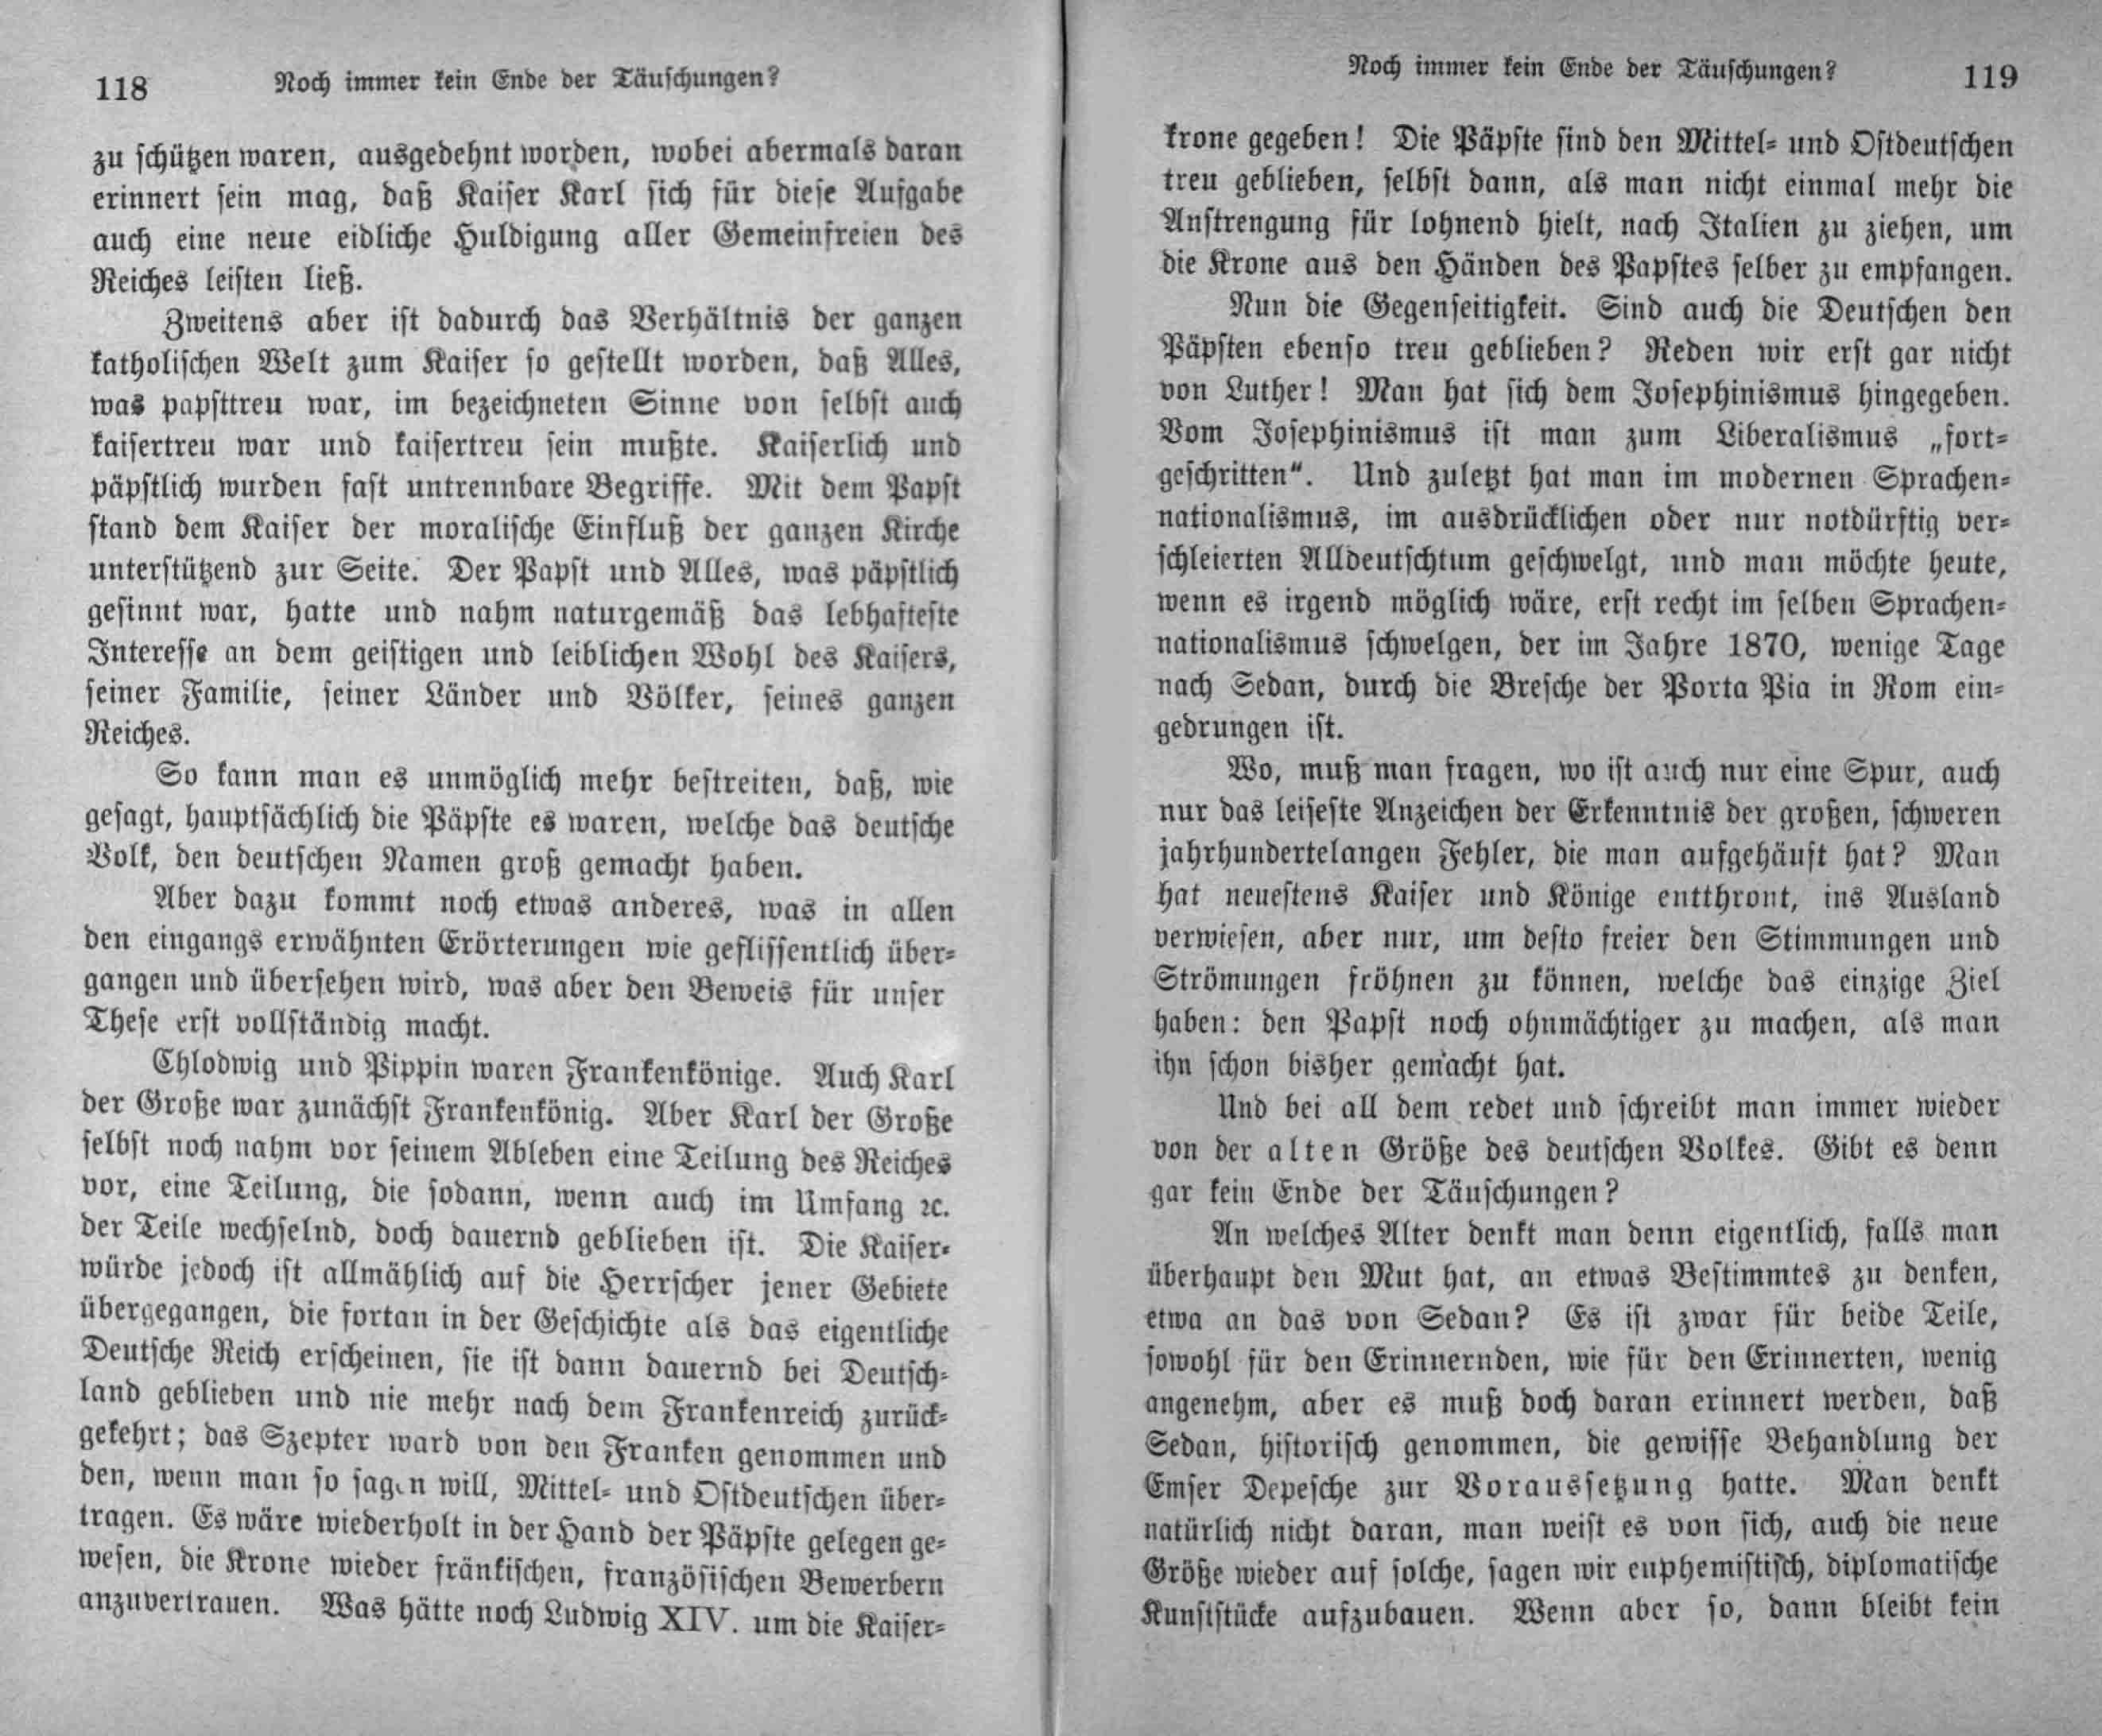 118 Noch immer kein Ende der Täuschungen?
zu schützen waren, ausgedehnt worden, wobei abermals daran
erinnert sein mag, daß Kaiser Karl sich für diese Aufgabe
auch eine neue eidliche Huldigung aller Gemeinfreien des
Reiches leisten ließ.
Zweitens aber ist dadurch das Verhältnis der ganzen
katholischen Welt zum Kaiser so gestellt worden, daß Alles,
was papsttreu war, im bezeichneten Sinne von selbst auch
kaisertreu war und kaisertreu sein mußte. Kaiserlich und
päpstlich wurden fast untrennbare Begriffe. Mit dem Papst
stand dem Kaiser der moralische Einfluß der ganzen Kirche
unterstützend zur Seite. Der Papst und Alles, was päpstlich
gesinnt war, hatte und nahm naturgemäß das lebhafteste
Interesse an dem geistigen und leiblichen Wohl des Kaisers,
seiner Familie, seiner Länder und Völker, seines ganzen
Reiches.
So kann man es unmöglich mehr bestreiten, daß, wie
gesagt, hauptsächlich die Päpste es waren, welche das deutsche
Volk, den deutschen Namen groß gemacht haben.
Aber dazu kommt noch etwas anderes, was in allen
den eingangs erwähnten Erörterungen wie geflissentlich über-
gangen und übersehen wird, was aber den Beweis für unser
These erst vollständig macht.
Chlodwig und Pippin waren Frankenkönige. Auch Karl
der Große war zunächst Frankenkönig. Aber Karl der Große
selbst noch nahm vor seinem Ableben eine Teilung des Reiches
vor, eine Teilung, die sodann, wenn auch im Umfang ꝛc.
der Teile wechselnd, doch dauernd geblieben ist. Die Kaiser-
würde jedoch ist allmählich auf die Herrscher jener Gebiete
übergegangen, die fortan in der Geschichte als das eigentliche
Deutsche Reich erscheinen, sie ist dann dauernd bei Deutsch-
land geblieben und nie mehr nach dem Frankenreich zurück-
gekehrt; das Szepter ward von den Franken genommen und
den, wenn man so sagen will, Mittel- und Ostdeutschen über-
tragen. Es wäre wiederholt in der Hand der Päpste gelegen ge-
wesen, die Krone wieder fränkischen, französischen Bewerbern
anzuvertrauen. Was hätte noch Ludwig XIV. um die Kaiser-
Noch immer kein Ende der Täuschungen? 119
krone gegeben! Die Päpste sind den Mittel- und Ostdeutschen
treu geblieben, selbst dann, als man nicht einmal mehr die
Anstrengung für lohnend hielt, nach Italien zu ziehen, um
die Krone aus den Händen des Papstes selber zu empfangen.
Nun die Gegenseitigkeit. Sind auch die Deutschen den
Päpsten ebenso treu geblieben? Reden wir erst gar nicht
von Luther! Man hat sich dem Josephinismus hingegeben.
Vom Josephinismus ist man zum Liberalismus „fort-
geschritten“. Und zuletzt hat man im modernen Sprachen-
nationalismus, im ausdrücklichen oder nur notdürftig ver-
schleierten Alldeutschtum geschwelgt, und man möchte heute,
wenn es irgend möglich wäre, erst recht im selben Sprachen-
nationalismus schwelgen, der im Jahre 1870, wenige Tage
nach Sedan, durch die Bresche der Porta Pia in Rom ein-
gedrungen ist.
Wo, muß man fragen, wo ist auch nur eine Spur, auch
nur das leiseste Anzeichen der Erkenntnis der großen, schweren
jahrhundertelangen Fehler, die man aufgehäuft hat? Man
hat neuestens Kaiser und Könige entthront, ins Ausland
verwiesen, aber nur, um desto freier den Stimmungen und
Strömungen fröhnen zu können, welche das einzige Ziel
haben: den Papst noch ohnmächtiger zu machen, als man
ihn schon bisher gemacht hat.
Und bei all dem redet und schreibt man immer wieder
von der alten Größe des deutschen Volkes. Gibt es denn
gar kein Ende der Täuschungen?
An welches Alter denkt man denn eigentlich, falls man
überhaupt den Mut hat, an etwas Bestimmtes zu denken,
etwa an das von Sedan? Es ist zwar für beide Teile,
sowohl für den Erinnernden, wie für den Erinnerten, wenig
angenehm, aber es muß doch daran erinnert werden, daß
Sedan, historisch genommen, die gewisse Behandlung der
Emser Depesche zur Voraussetzung hatte. Man denkt
natürlich nicht daran, man weist es von sich, auch die neue
Größe wieder auf solche, sagen wir euphemistisch, diplomatische
Kunststücke aufzubauen. Wenn aber so, dann bleibt kein